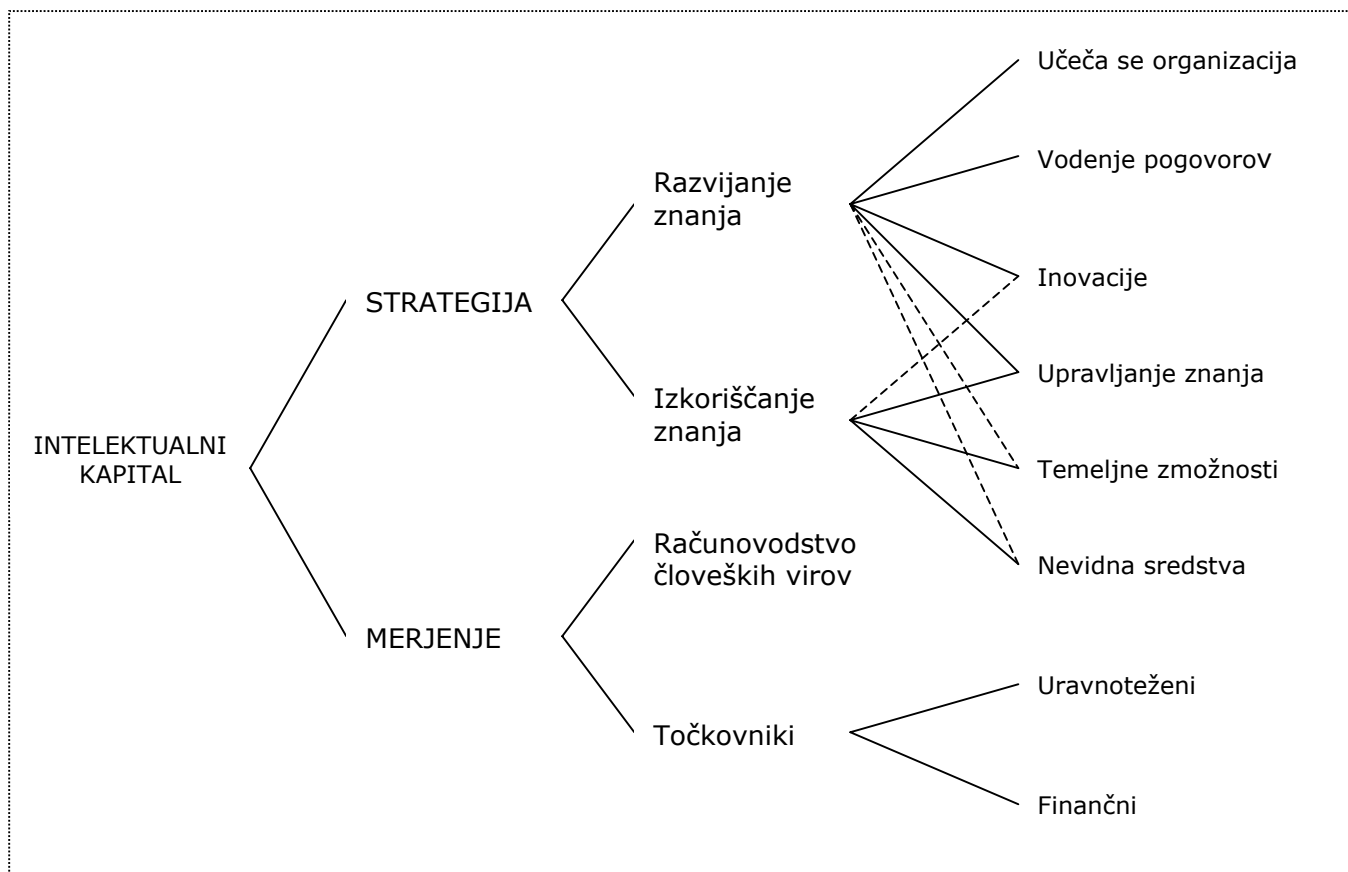 Učeča se organizacija
Vodenje pogovorov
Razvijanje
znanja
Inovacije
STRATEGIJA
Upravljanje znanja
Izkoriščanje
znanja
INTELEKTUALNI
KAPITAL
Temeljne zmožnosti
Računovodstvo
človeških virov
Nevidna sredstva
MERJENJE
Uravnoteženi
Točkovniki
Finančni